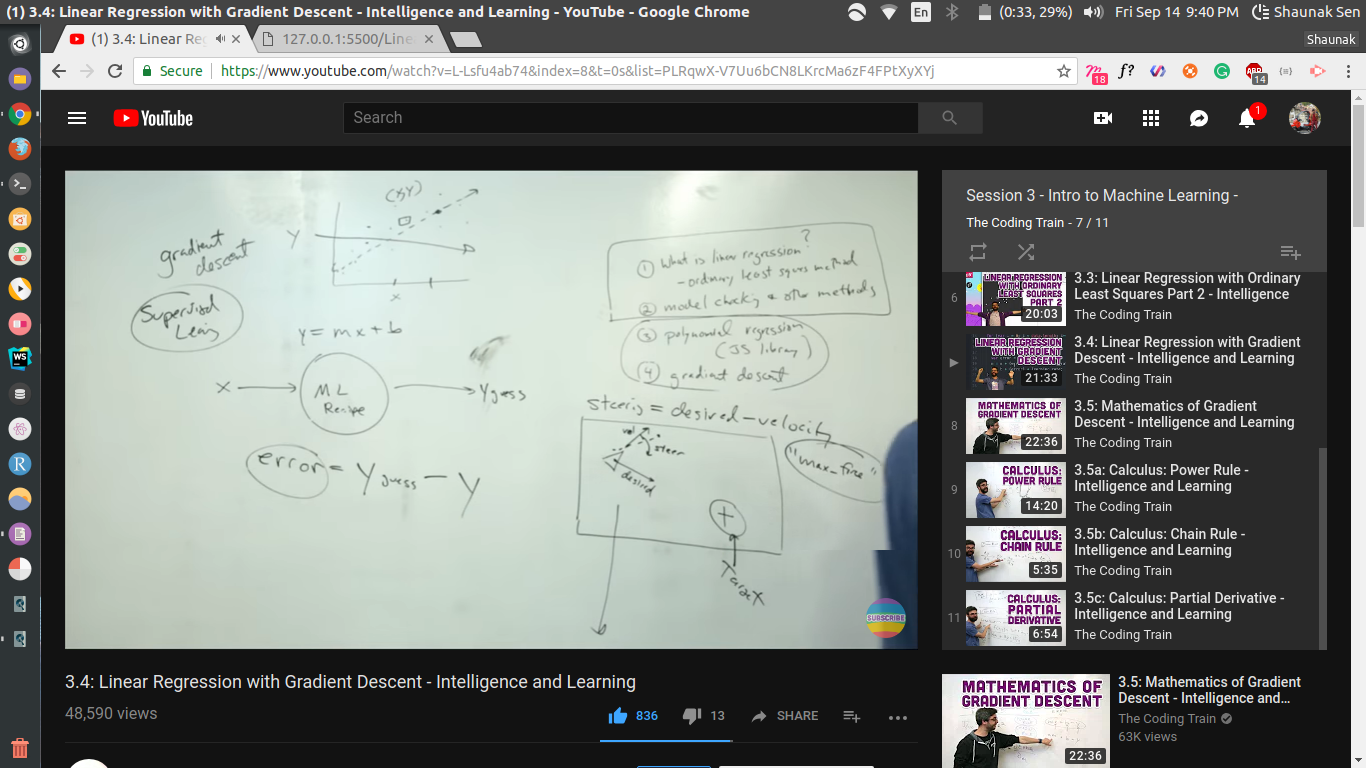 (1) 3.4: Linear Regression with Gradient Descent - Intelligence and Learning - YouTube - Google Chrome
En
(0:33, 29%)
Fri Sep 14 9:40 PM
Shaunak Sen
(1) 3.4: Linear Re
127.0.0.1:5500/Line
Shaunak
Secure
https://www.youtube.com/watch?v=L-Lsfu4ab74&index=8&t=0s&list=PLRqwX-V7Uu6bCN8LKrcMa6zF4FPtXyXYj
18
f?
ABP
14
YouTube
Search
1
(x,y)
y
x
gradient
descent
Supervised
y = mx + b
x
ML
Recipe
yguess
error = yguess - y
?
① What is linear regression
- ordinary least squares method
② model checking + other methods
③ polynomial regression
(JS library)
④ gradient descent
steering = desired - velocity
vel
steer
desired
"max_force"
+
SUBSCRIBE
Session 3 - Intro to Machine Learning -
The Coding Train - 7 / 11
6
LINEAR REGRESSION
WITH ORDINARY
LEAST SQUARES
PART 2
20:03
3.3: Linear Regression with Ordinary
Least Squares Part 2 - Intelligence
The Coding Train
LINEAR REGRESSION
WITH GRADIENT
DESCENT
21:33
3.4: Linear Regression with Gradient
Descent - Intelligence and Learning
The Coding Train
8
MATHEMATICS OF
GRADIENT DESCENT
22:36
3.5: Mathematics of Gradient
Descent - Intelligence and Learning
The Coding Train
9
CALCULUS:
POWER RULE
14:20
3.5a: Calculus: Power Rule -
Intelligence and Learning
The Coding Train
10
CALCULUS:
CHAIN RULE
5:35
3.5b: Calculus: Chain Rule -
Intelligence and Learning
The Coding Train
11
CALCULUS:
PARTIAL
DERIVATIVE
6:54
3.5c: Calculus: Partial Derivative -
Intelligence and Learning
The Coding Train
3.4: Linear Regression with Gradient Descent - Intelligence and Learning
48,590 views
836
13
SHARE
MATHEMATICS OF
GRADIENT DESCENT
22:36
3.5: Mathematics of Gradient
Descent - Intelligence and...
The Coding Train
63K views
WS
R